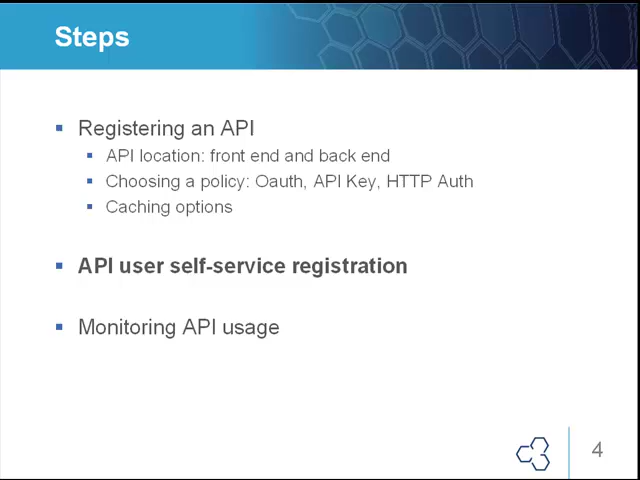 Steps
Registering an API
API location: front end and back end
Choosing a policy: Oauth, API Key, HTTP Auth
Caching options
API user self-service registration
Monitoring API usage
4